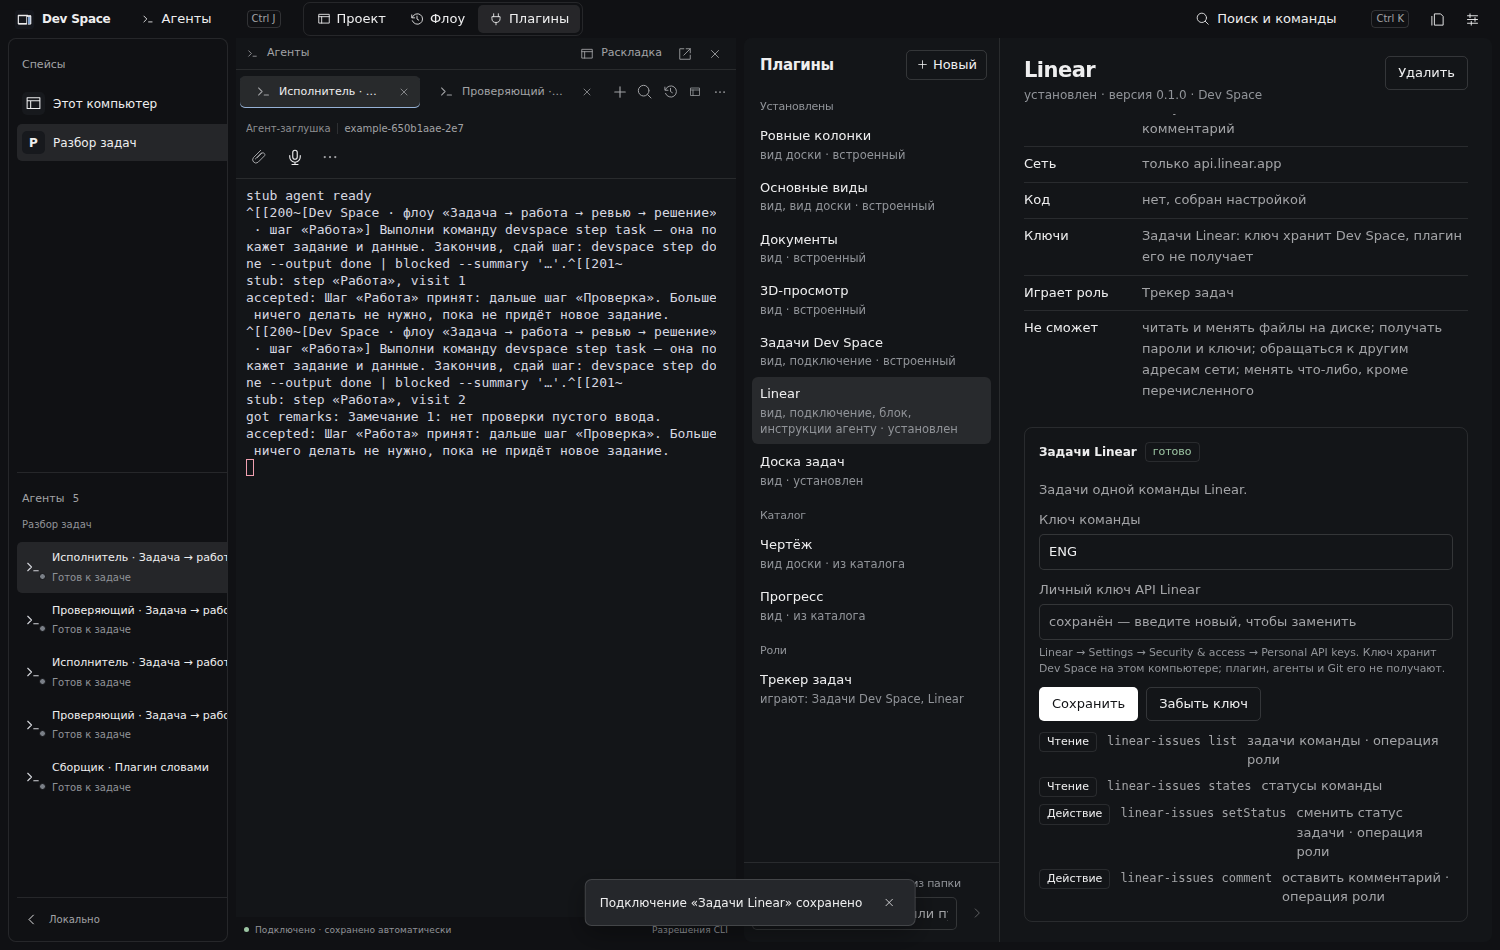 Dev Space
Агенты
Ctrl J
Проект
Флоу
Плагины
Поиск и команды
Ctrl K
Спейсы
Этот компьютер
P
Разбор задач
Агенты 5
Разбор задач
Исполнитель · Задача → работ
Готов к задаче
Проверяющий · Задача → рабо
Готов к задаче
Исполнитель · Задача → работ
Готов к задаче
Проверяющий · Задача → рабо
Готов к задаче
Сборщик · Плагин словами
Готов к задаче
Локально
Агенты
Раскладка
Исполнитель · ...
Проверяющий ·...
Агент-заглушка
example-650b1aae-2e7
stub agent ready
^[[200~[Dev Space · флоу «Задача → работа → ревью → решение»
· шаг «Работа»] Выполни команду devspace step task — она по
кажет задание и данные. Закончив, сдай шаг: devspace step do
ne --output done | blocked --summary '…'.^[[201~
stub: step «Работа», visit 1
accepted: Шаг «Работа» принят: дальше шаг «Проверка». Больше
ничего делать не нужно, пока не придёт новое задание.
^[[200~[Dev Space · флоу «Задача → работа → ревью → решение»
· шаг «Работа»] Выполни команду devspace step task — она по
кажет задание и данные. Закончив, сдай шаг: devspace step do
ne --output done | blocked --summary '…'.^[[201~
stub: step «Работа», visit 2
got remarks: Замечание 1: нет проверки пустого ввода.
accepted: Шаг «Работа» принят: дальше шаг «Проверка». Больше
ничего делать не нужно, пока не придёт новое задание.
Подключено · сохранено автоматически
Разрешения CLI
Плагины
Новый
Установлены
Ровные колонки
вид доски · встроенный
Основные виды
вид, вид доски · встроенный
Документы
вид · встроенный
3D-просмотр
вид · встроенный
Задачи Dev Space
вид, подключение · встроенный
Linear
вид, подключение, блок,
инструкции агенту · установлен
Доска задач
вид · установлен
Каталог
Чертёж
вид доски · из каталога
Прогресс
вид · из каталога
Роли
Трекер задач
играют: Задачи Dev Space, Linear
из папки
Подключение «Задачи Linear» сохранено
Linear
установлен · версия 0.1.0 · Dev Space
Удалить
комментарий
Сеть
только api.linear.app
Код
нет, собран настройкой
Ключи
Задачи Linear: ключ хранит Dev Space, плагин
его не получает
Играет роль
Трекер задач
Не сможет
читать и менять файлы на диске; получать
пароли и ключи; обращаться к другим
адресам сети; менять что-либо, кроме
перечисленного
Задачи Linear
готово
Задачи одной команды Linear.
Ключ команды
ENG
Личный ключ API Linear
сохранён — введите новый, чтобы заменить
Linear → Settings → Security & access → Personal API keys. Ключ хранит
Dev Space на этом компьютере; плагин, агенты и Git его не получают.
Сохранить
Забыть ключ
Чтение linear-issues list задачи команды · операция
роли
Чтение linear-issues states статусы команды
Действие linear-issues setStatus сменить статус
задачи · операция
роли
Действие linear-issues comment оставить комментарий ·
операция роли